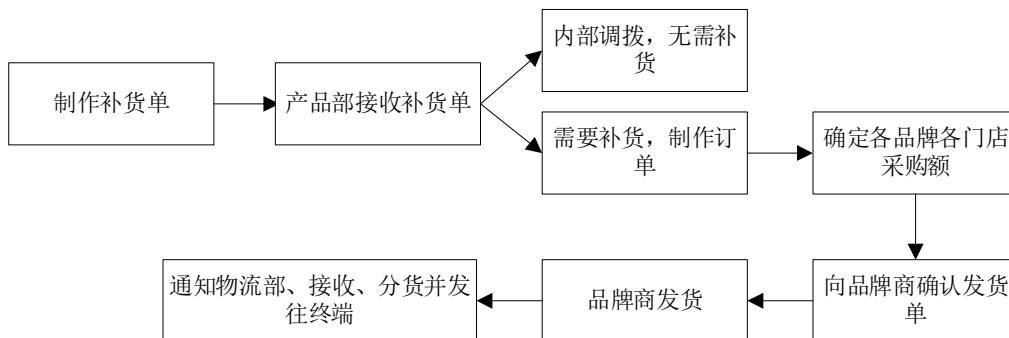 制作补货单
产品部接收补货单
内部调拨，无需补
货
需要补货，制作订
单
确定各品牌各门店
采购额
向品牌商确认发货
单
品牌商发货
通知物流部、接收、分货并发
往终端